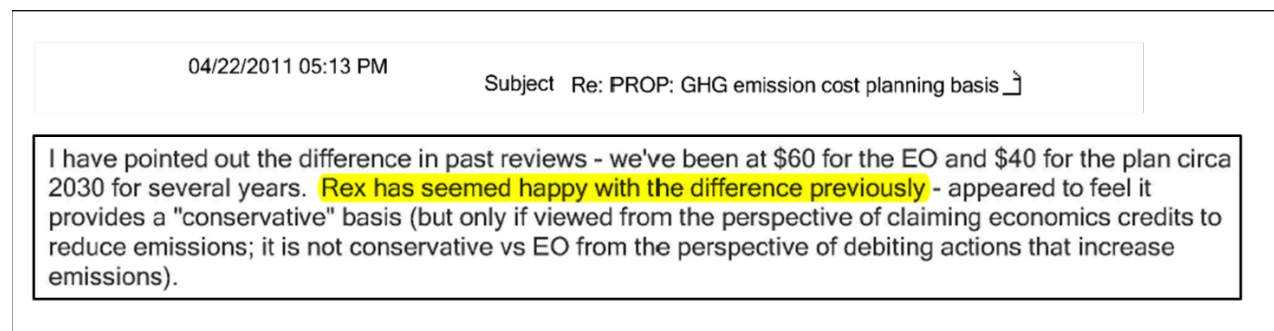 04/22/2011 05:13 PM
Subject Re: PROP: GHG emission cost planning basis
I have pointed out the difference in past reviews - we've been at $60 for the EO and $40 for the plan circa
2030 for several years. Rex has seemed happy with the difference previously - appeared to feel it
provides a "conservative" basis (but only if viewed from the perspective of claiming economics credits to
reduce emissions; it is not conservative vs EO from the perspective of debiting actions that increase
emissions).